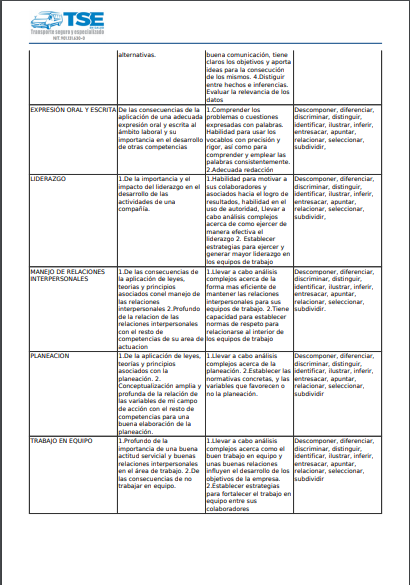 TSE
Transporte seguro y especializado
alternativas.
buena comunicación, tiene
claros los objetivos y aporta
ideas para la consecución
de los mismos. 4.Distiguir
entre hechos e inferencias.
Evaluar la relevancia de los
datos
EXPRESIÓN ORAL Y ESCRITA
De las consecuencias de la
aplicación de una adecuada
expresión oral y escrita al
ámbito laboral y su
importancia en el desarrollo
de otras competencias
1.Comprender los
problemas o cuestiones
expresadas con palabras.
Habilidad para usar los
vocablos con precisión y
rigor, así como para
comprender y emplear las
palabras consistentemente.
2.Adecuada redacción
Descomponer, diferenciar,
discriminar, distinguir,
identificar, ilustrar, inferir,
entresacar, apuntar,
relacionar, seleccionar,
subdividir,
LIDERAZGO
1.De la importancia y el
impacto del liderazgo en el
desarrollo de las
actividades de una
compañía.
1.Habilidad para motivar a
sus colaboradores y
asociados hacia el logro de
resultados, habilidad en el
uso de autoridad, Llevar a
cabo análisis complejos
acerca de como ejercer de
manera efectiva el
liderazgo 2. Establecer
estrategias para ejercer y
generar mayor liderazgo en
los equipos de trabajo
Descomponer, diferenciar,
discriminar, distinguir,
identificar, ilustrar, inferir,
entresacar, apuntar,
relacionar, seleccionar,
subdividir.
MANEJO DE RELACIONES
INTERPERSONALES
1.De las consecuencias de
la aplicación de leyes,
teorías y principios
asociados conel manejo de
las relaciones
interpersonales 2.Profundo
de la relacion de las
relaciones interpersonales
con el resto de
competencias de su area de
actuacion
1.Llevar a cabo análisis
complejos acerca de la
forma mas eficiente de
mantener las relaciones
interpersonales para sus
equipos de trabajo. 2.Tiene
capacidad para establecer
normas de respeto para
relacionarse al interior de
los equipos de trabajo
Descomponer, diferenciar,
discriminar, distinguir,
identificar, ilustrar, inferir,
entresacar, apuntar,
relacionar, seleccionar,
subdividir.
PLANEACION
1.De la aplicación de leyes,
teorías y principios
asociados con la
planeación. 2.
Conceptualización amplia y
profunda de la relación de
las variables de mi campo
de acción con el resto de
competencias para una
buena elaboración de la
planeación.
1.Llevar a cabo análisis
complejos acerca de la
planeación. 2.Establecer las
normativas concretas, y las
variables que favorecen o
no la planeación.
Descomponer, diferenciar,
discriminar, distinguir,
identificar, ilustrar, inferir,
entresacar, apuntar,
relacionar, seleccionar,
subdividir.
TRABAJO EN EQUIPO
1.Profundo de la
importancia de una buena
actitud servicial y buenas
relaciones interpersonales
en el área de trabajo. 2.De
las consecuencias de no
trabajar en equipo.
1.Llevar a cabo análisis
complejos acerca como el
buen trabajo en equipo y
unas buenas relaciones
influyen el desarrollo de los
objetivos de la empresa.
2.Establecer estrategias
para fortalecer el trabajo en
equipo entre sus
colaboradores
Descomponer, diferenciar,
discriminar, distinguir,
identificar, ilustrar, inferir,
entresacar, apuntar,
relacionar, seleccionar,
subdividir